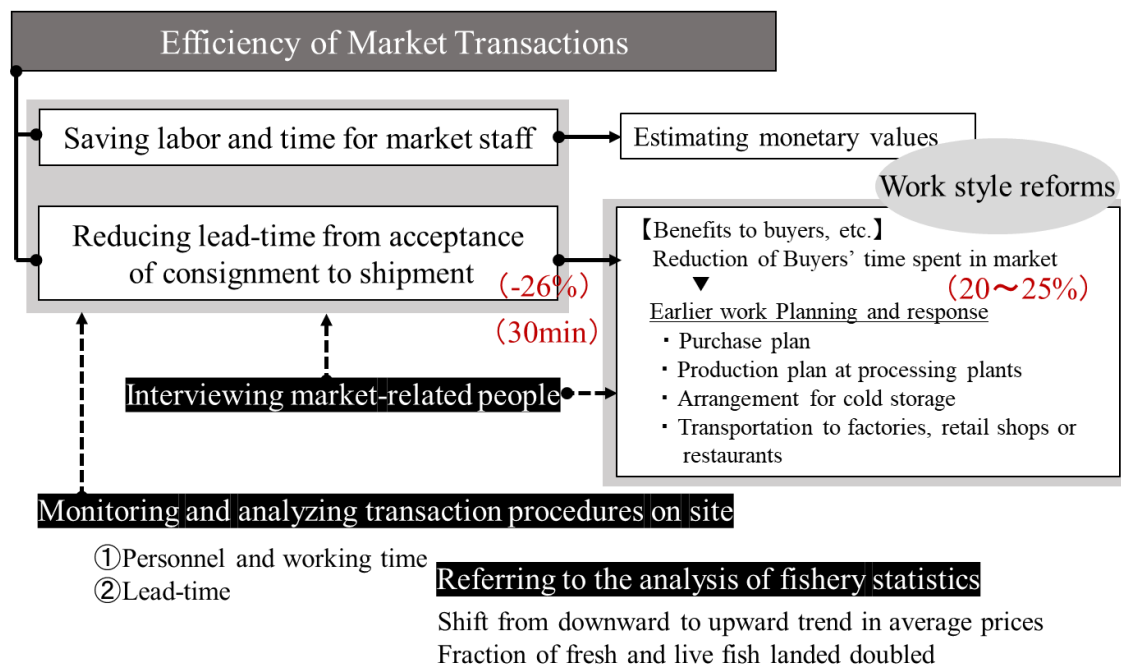 Efficiency of Market Transactions
Saving labor and time for market staff
Estimating monetary values
Work style reforms
Reducing lead-time from acceptance
of consignment to shipment
(-26%)
(30min)
【Benefits to buyers, etc.】
Reduction of Buyers’ time spent in market
(20～25%)
▼
Earlier work Planning and response
・ Purchase plan
・ Production plan at processing plants
・ Arrangement for cold storage
・ Transportation to factories, retail shops or
restaurants
Interviewing market-related people
Monitoring and analyzing transaction procedures on site
①Personnel and working time
②Lead-time
Referring to the analysis of fishery statistics
Shift from downward to upward trend in average prices
Fraction of fresh and live fish landed doubled